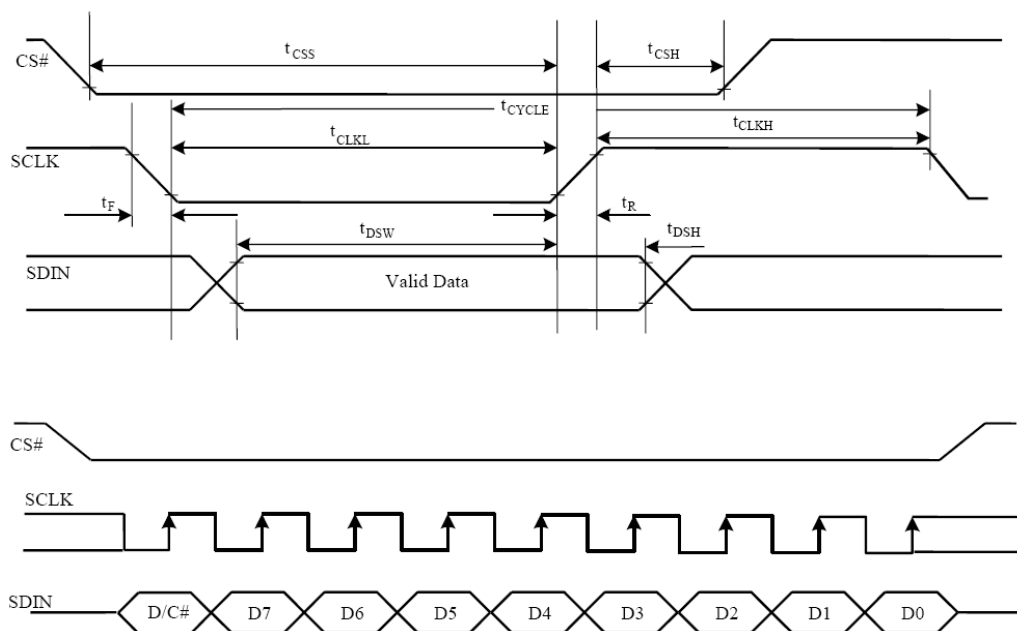 CS#
tCSS
tCSH
tCYCLE
tCLKL
tCLKH
SCLK
tF
tR
tDSW
tDSH
SDIN
Valid Data
CS#
SCLK
SDIN
D/C# D7 D6 D5 D4 D3 D2 D1 D0